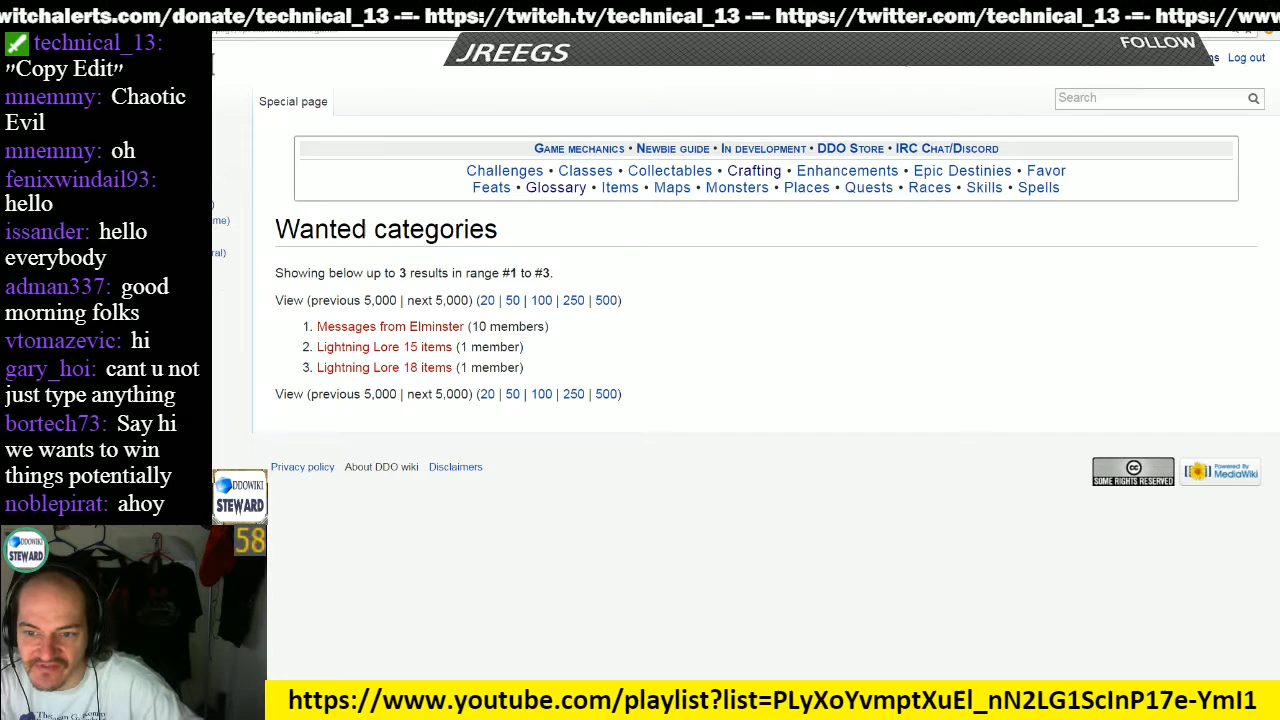 witchalerts.com/donate/technical_13 -=- https://twitch.tv/technical_13 -=- https://twitter.com/technical_13 -=- https://www
technical_13:
"Copy Edit"
mnemmy: Chaotic
Evil
mnemmy: oh
fenixwindail93:
hello
issander: hello
everybody
adman337: good
morning folks
vtomazevic: hi
gary_hoi: cant u not
just type anything
bortech73: Say hi
we wants to win
things potentially
noblepirat: ahoy
JREEGS
FOLLOW
ns Log out
Special page
Search
Game mechanics • Newbie guide • In development • DDO Store • IRC Chat/Discord
Challenges • Classes • Collectables • Crafting • Enhancements • Epic Destinies • Favor
Feats • Glossary • Items • Maps • Monsters • Places • Quests • Races • Skills • Spells
me)
ral)
Wanted categories
Showing below up to 3 results in range #1 to #3.
View (previous 5,000 | next 5,000) (20 | 50 | 100 | 250 | 500)
1. Messages from Elminster (10 members)
2. Lightning Lore 15 items (1 member)
3. Lightning Lore 18 items (1 member)
View (previous 5,000 | next 5,000) (20 | 50 | 100 | 250 | 500)
Privacy policy About DDO wiki Disclaimers
CC
SOME RIGHTS RESERVED
Powered By
MediaWiki
DDOWIKI
STEWARD
58
DDOWIKI
STEWARD
https://www.youtube.com/playlist?list=PLyXoYvmptXuEl_nN2LG1ScInP17e-YmI1